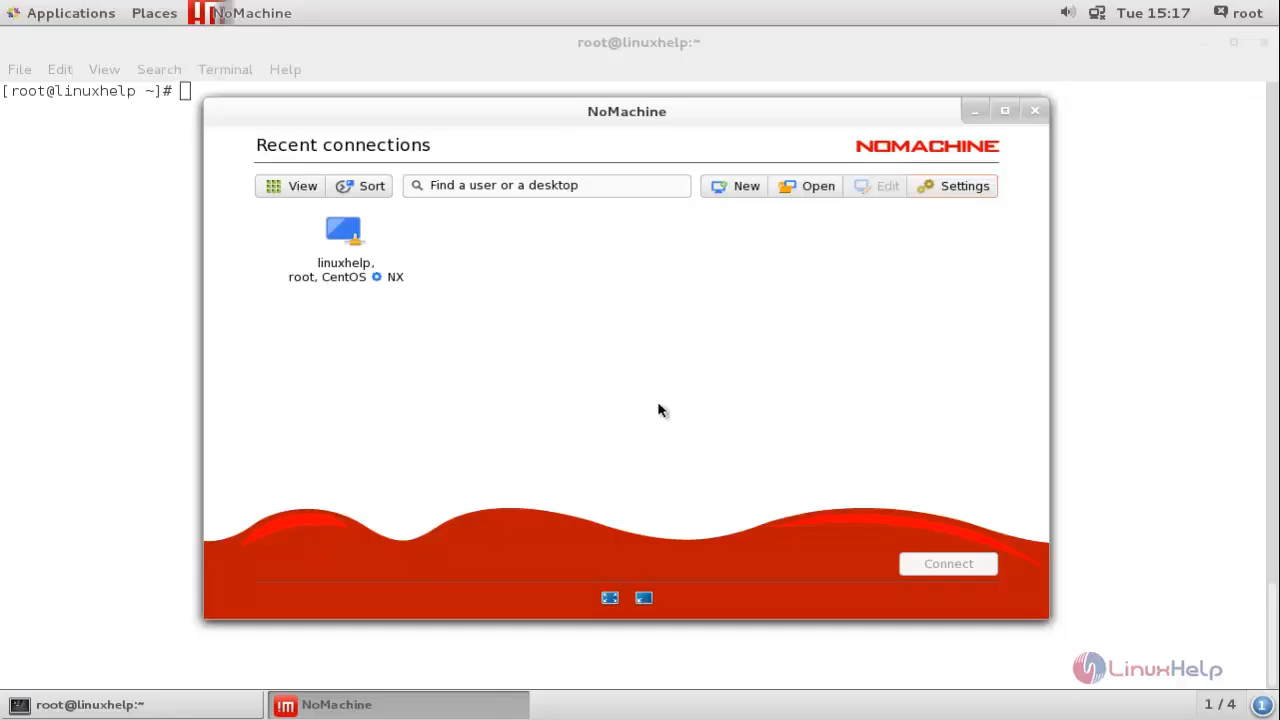 Applications Places NoMachine Tue 15:17 root
root@linuxhelp:~
File Edit View Search Terminal Help
[root@linuxhelp ~]#
NoMachine
Recent connections
NOMACHINE
View Sort Find a user or a desktop New Open Edit Settings
linuxhelp,
root, CentOS NX
Connect
LinuxHelp
root@linuxhelp:~ !M NoMachine 1 / 4 1